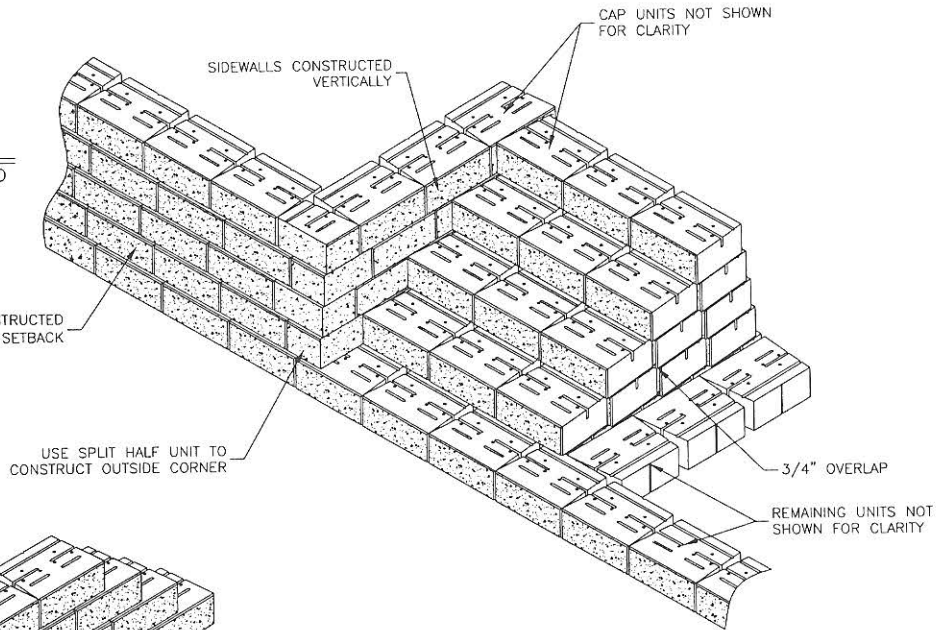 CAP UNITS NOT SHOWN
FOR CLARITY
SIDEWALLS CONSTRUCTED
VERTICALLY
SETBACK
USE SPLIT HALF UNIT TO
CONSTRUCT OUTSIDE CORNER
3/4" OVERLAP
REMAINING UNITS NOT
SHOWN FOR CLARITY